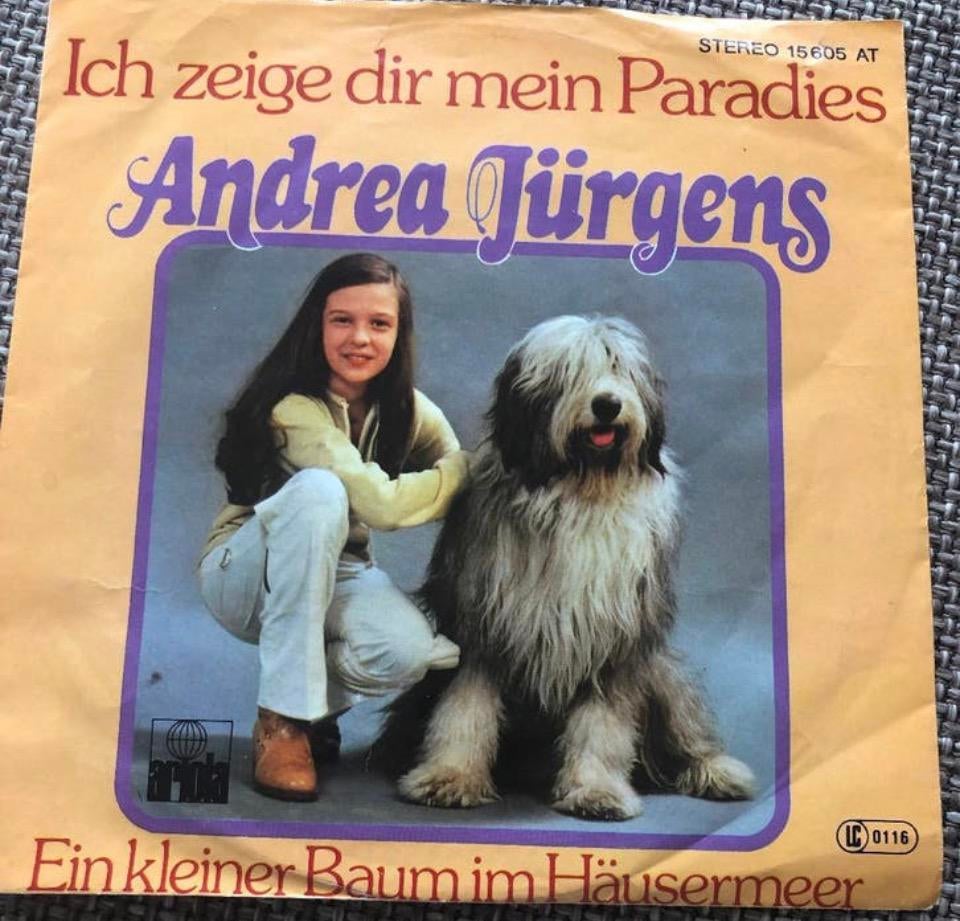 STEREO 15605 AT
Ich zeige dir mein Paradies
Andrea Jürgens
ariola
LC 0116
Ein kleiner Baum im Häusermeer